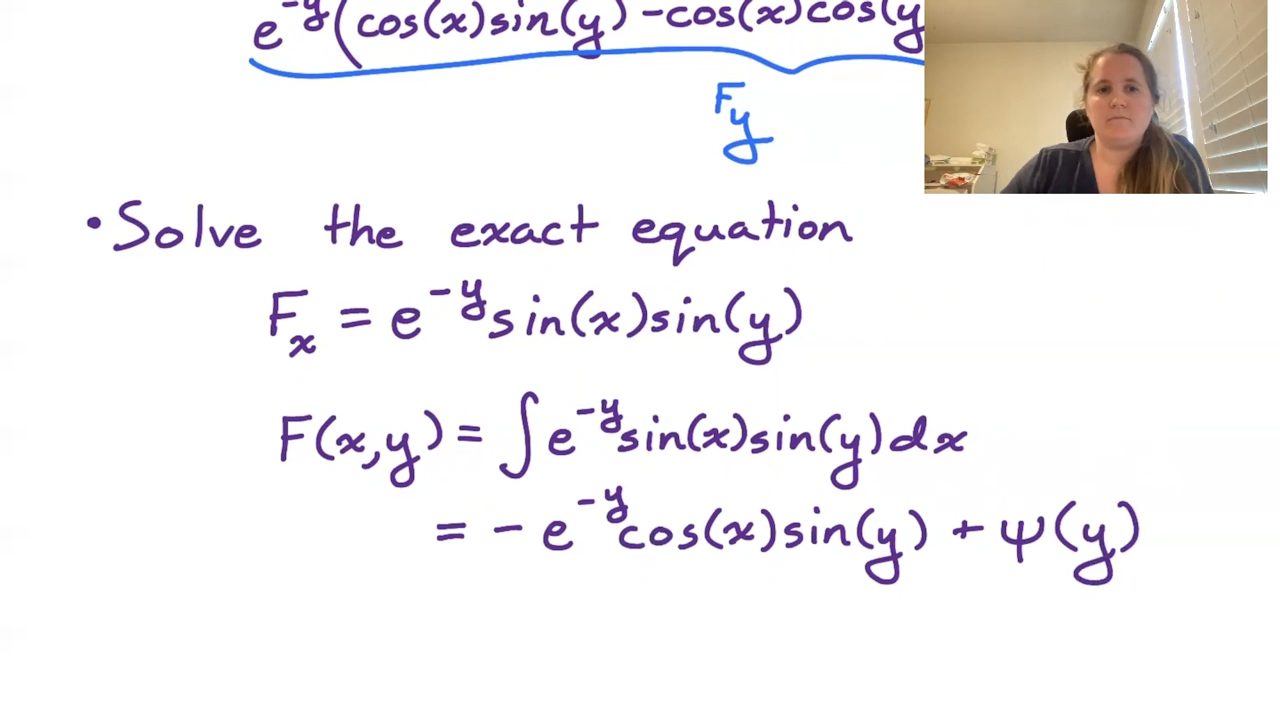 e^{-y}(cos(x)sin(y) - cos(x)cos(y
F_y
• Solve the exact equation
F_x = e^{-y}sin(x)sin(y)
F(x,y) = ∫e^{-y}sin(x)sin(y)dx
= - e^{-y}cos(x)sin(y) + ψ(y)